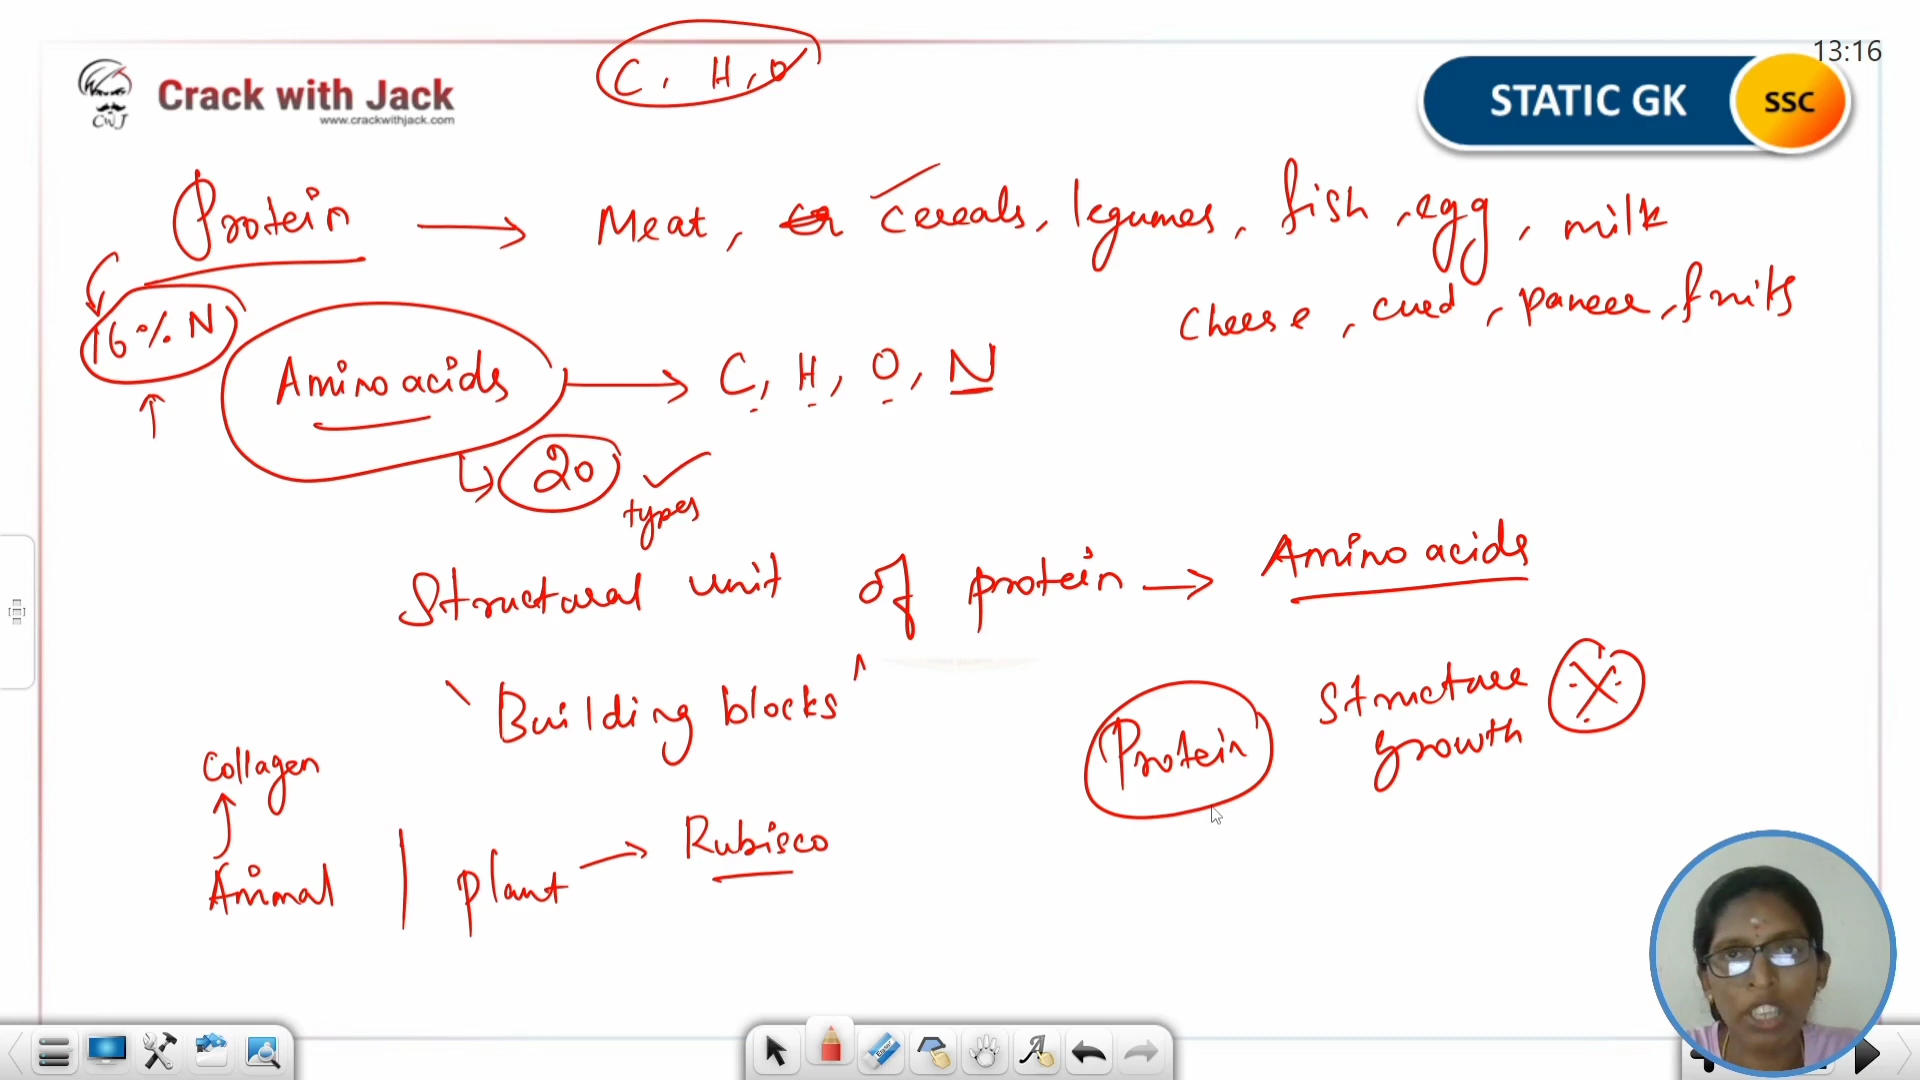 C, H, O
13:16
Crack with Jack
www.crackwithjack.com
CWJ
STATIC GK
SSC
Protein → Meat, cereals, legumes, fish, egg, milk
cheese, curd, paneer, fruits
16% N
Amino acids → C, H, O, N
20
types
Structural unit of protein → Amino acids
"Building blocks"
Protein
Structure
growth
Collagen
Animal | plant → Rubisco